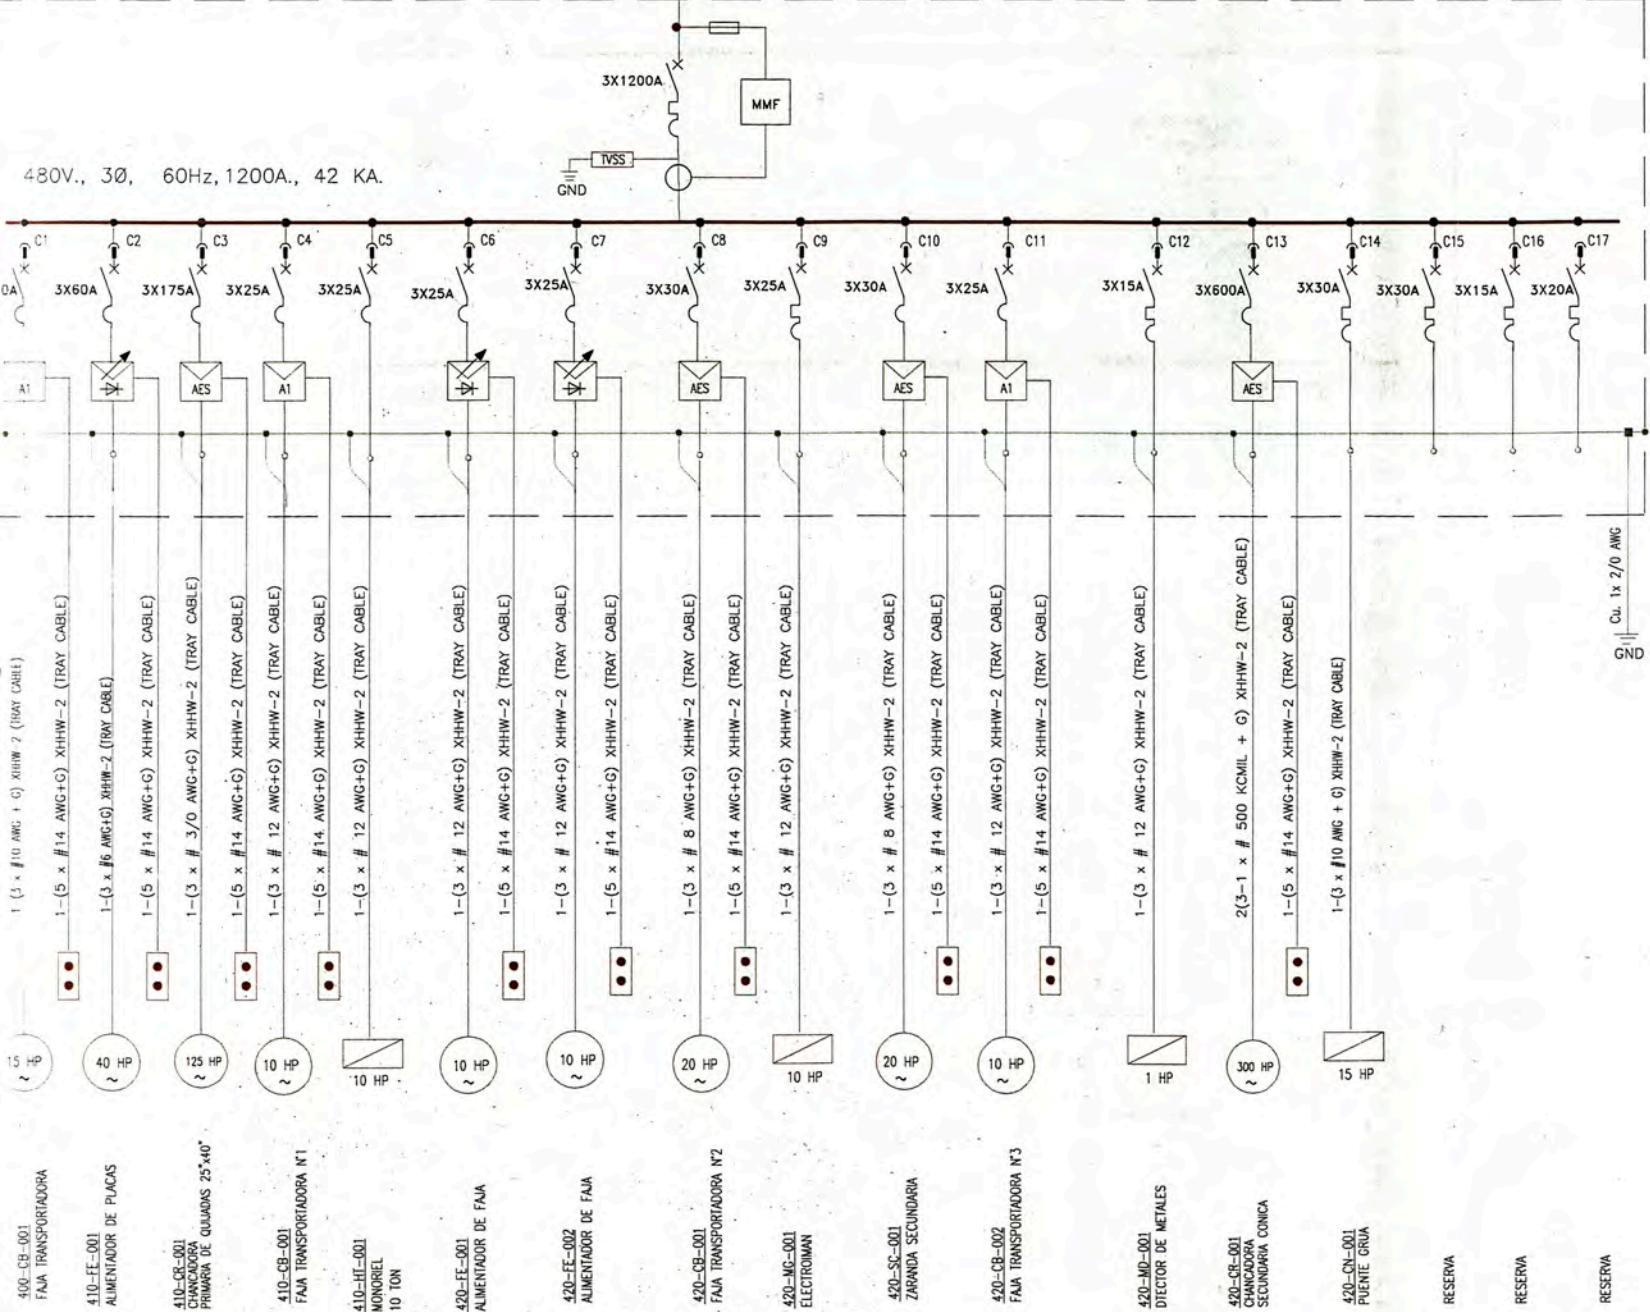 3X1200A
MMF
TVSS
GND
480V., 3Ø, 60Hz, 1200A., 42 KA.
C1
C2
C3
C4
C5
C6
C7
C8
C9
C10
C11
C12
C13
C14
C15
C16
C17
0A
3X60A
3X175A
3X25A
3X25A
3X25A
3X25A
3X30A
3X25A
3X30A
3X25A
3X15A
3X600A
3X30A
3X30A
3X15A
3X20A
A1
AES
A1
AES
AES
A1
AES
Cu. 1x 2/0 AWG
GND
1 (3 x #10 AWG + G) XHHW-2 (TRAY CABLE)
1-(5 x #14 AWG+G) XHHW-2 (TRAY CABLE)
1-(3 x #6 AWG+G) XHHW-2 (TRAY CABLE)
1-(5 x #14 AWG+G) XHHW-2 (TRAY CABLE)
1-(3 x # 3/0 AWG+G) XHHW-2 (TRAY CABLE)
1-(5 x #14 AWG+G) XHHW-2 (TRAY CABLE)
1-(3 x # 12 AWG+G) XHHW-2 (TRAY CABLE)
1-(5 x #14 AWG+G) XHHW-2 (TRAY CABLE)
1-(3 x # 12 AWG+G) XHHW-2 (TRAY CABLE)
1-(3 x # 12 AWG+G) XHHW-2 (TRAY CABLE)
1-(5 x #14 AWG+G) XHHW-2 (TRAY CABLE)
1-(3 x # 12 AWG+G) XHHW-2 (TRAY CABLE)
1-(5 x #14 AWG+G) XHHW-2 (TRAY CABLE)
1-(3 x # 8 AWG+G) XHHW-2 (TRAY CABLE)
1-(5 x #14 AWG+G) XHHW-2 (TRAY CABLE)
1-(3 x # 12 AWG+G) XHHW-2 (TRAY CABLE)
1-(3 x # 8 AWG+G) XHHW-2 (TRAY CABLE)
1-(5 x #14 AWG+G) XHHW-2 (TRAY CABLE)
1-(3 x # 12 AWG+G) XHHW-2 (TRAY CABLE)
1-(5 x #14 AWG+G) XHHW-2 (TRAY CABLE)
1-(3 x # 12 AWG+G) XHHW-2 (TRAY CABLE)
2(3-1 x # 500 KCMIL + G) XHHW-2 (TRAY CABLE)
1-(5 x #14 AWG+G) XHHW-2 (TRAY CABLE)
1-(3 x #10 AWG + G) XHHW-2 (TRAY CABLE)
15 HP
~
40 HP
~
125 HP
~
10 HP
~
10 HP
10 HP
~
10 HP
~
20 HP
~
10 HP
20 HP
~
10 HP
~
1 HP
300 HP
~
15 HP
400-CB-001
FAJA TRANSPORTADORA
410-FE-001
ALIMENTADOR DE PLACAS
410-CR-001
CHANCADORA
PRIMARIA DE QUIJADAS 25"x40"
410-CB-001
FAJA TRANSPORTADORA N°1
410-HT-001
MONORIEL
10 TON
420-FE-001
ALIMENTADOR DE FAJA
420-FE-002
ALIMENTADOR DE FAJA
420-CB-001
FAJA TRANSPORTADORA N°2
420-MG-001
ELECTROIMAN
420-SC-001
ZARANDA SECUNDARIA
420-CB-002
FAJA TRANSPORTADORA N°3
420-MD-001
DTECTOR DE METALES
420-CR-001
CHANCADORA
SECUNDARIA CONICA
420-CN-001
PUENTE GRUA
RESERVA
RESERVA
RESERVA